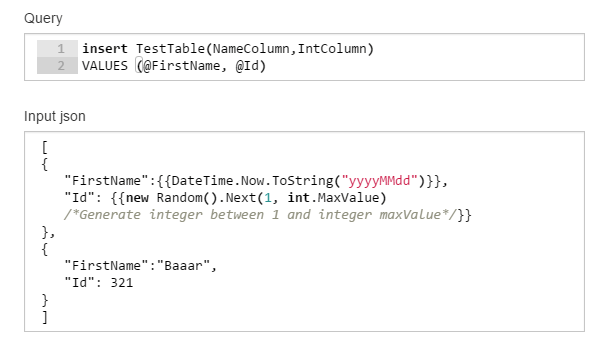 Query
1 insert TestTable(NameColumn,IntColumn)
2 VALUES (@FirstName, @Id)
Input json
[
{
"FirstName":{{DateTime.Now.ToString("yyyyMMdd")}},
"Id": {{new Random().Next(1, int.MaxValue)
/*Generate integer between 1 and integer maxValue*/}}
},
{
"FirstName":"Baaar",
"Id": 321
}
]